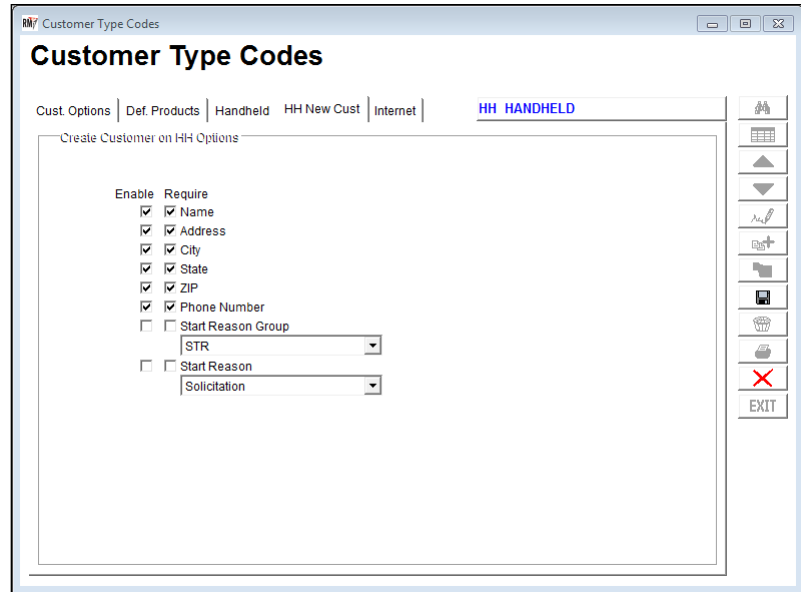 RM7 Customer Type Codes
Customer Type Codes
Cust. Options Def. Products Handheld HH New Cust Internet HH HANDHELD
Create Customer on HH Options
Enable Require
Name
Address
City
State
ZIP
Phone Number
Start Reason Group
STR
Start Reason
Solicitation
EXIT